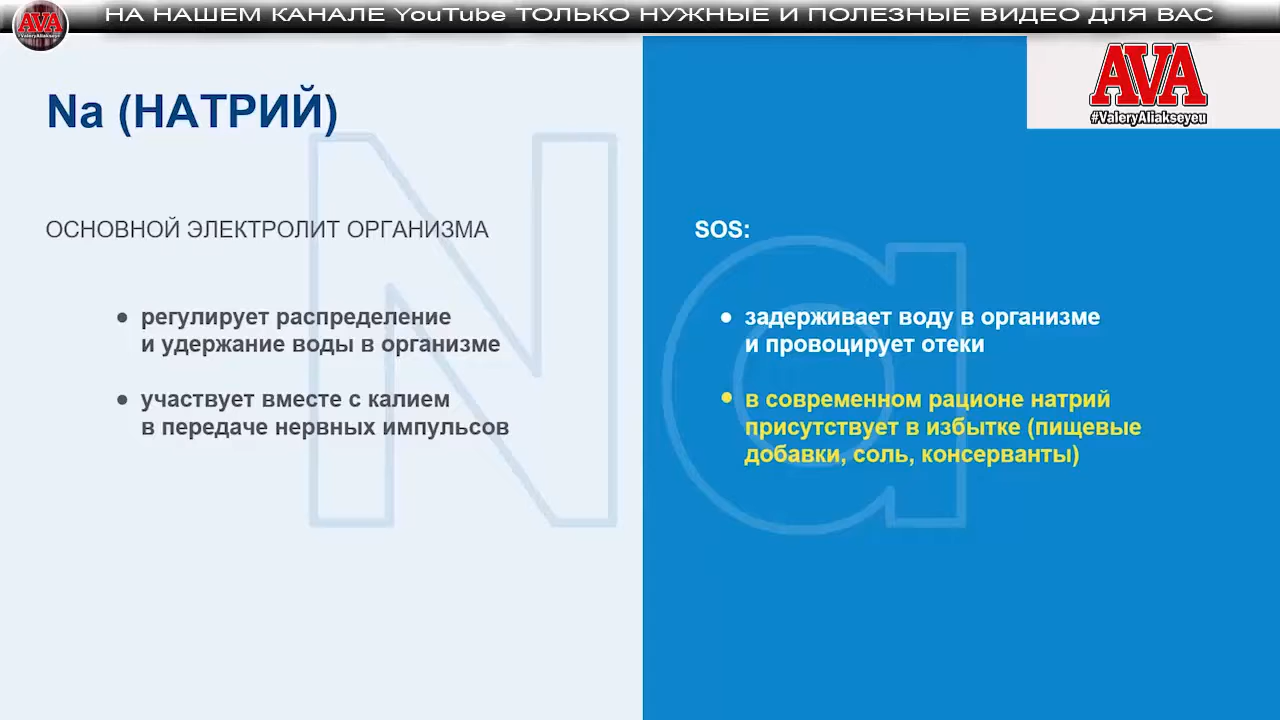 НА НАШЕМ КАНАЛЕ YouTube ТОЛЬКО НУЖНЫЕ И ПОЛЕЗНЫЕ ВИДЕО ДЛЯ ВАС
AVA
#ValeryAliakseyeu
AVA
#ValeryAliakseyeu
Na (НАТРИЙ)
ОСНОВНОЙ ЭЛЕКТРОЛИТ ОРГАНИЗМА
● регулирует распределение
и удержание воды в организме
● участвует вместе с калием
в передаче нервных импульсов
Na
SOS:
● задерживает воду в организме
и провоцирует отеки
● в современном рационе натрий
присутствует в избытке (пищевые
добавки, соль, консерванты)